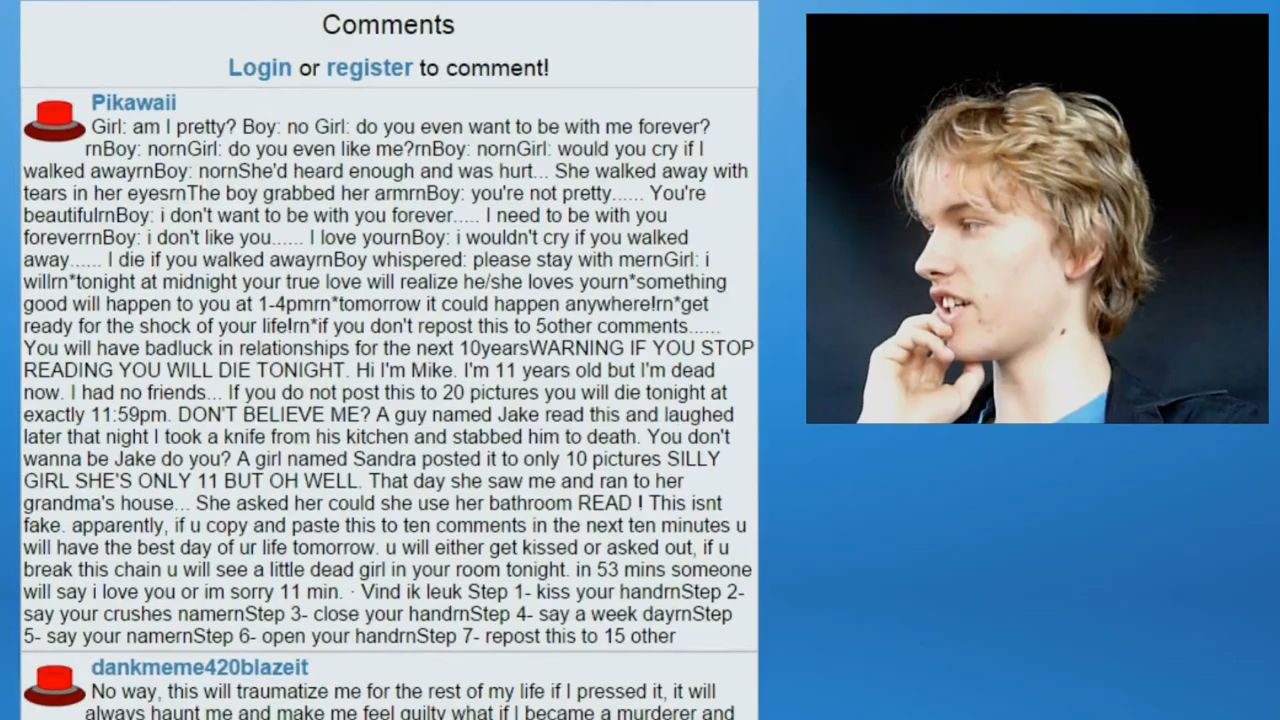 Comments
Login or register to comment!
Pikawaii
Girl: am I pretty? Boy: no Girl: do you even want to be with me forever?
rnBoy: nornGirl: do you even like me?rnBoy: nornGirl: would you cry if I
walked awayrnBoy: nornShe'd heard enough and was hurt... She walked away with
tears in her eyesrnThe boy grabbed her armrnBoy: you're not pretty...... You're
beautifulrnBoy: i don't want to be with you forever..... I need to be with you
foreverrnBoy: i don't like you...... I love yournBoy: i wouldn't cry if you walked
away...... I die if you walked awayrnBoy whispered: please stay with mernGirl: i
willrn*tonight at midnight your true love will realize he/she loves yourn*something
good will happen to you at 1-4pmrn*tomorrow it could happen anywhere!rn*get
ready for the shock of your life!rn*if you don't repost this to 5other comments......
You will have badluck in relationships for the next 10yearsWARNING IF YOU STOP
READING YOU WILL DIE TONIGHT. Hi I'm Mike. I'm 11 years old but I'm dead
now. I had no friends... If you do not post this to 20 pictures you will die tonight at
exactly 11:59pm. DON'T BELIEVE ME? A guy named Jake read this and laughed
later that night I took a knife from his kitchen and stabbed him to death. You don't
wanna be Jake do you? A girl named Sandra posted it to only 10 pictures SILLY
GIRL SHE'S ONLY 11 BUT OH WELL. That day she saw me and ran to her
grandma's house... She asked her could she use her bathroom READ ! This isnt
fake. apparently, if u copy and paste this to ten comments in the next ten minutes u
will have the best day of ur life tomorrow. u will either get kissed or asked out, if u
break this chain u will see a little dead girl in your room tonight. in 53 mins someone
will say i love you or im sorry 11 min. · Vind ik leuk Step 1- kiss your handrnStep 2-
say your crushes namernStep 3- close your handrnStep 4- say a week dayrnStep
5- say your namernStep 6- open your handrnStep 7- repost this to 15 other
dankmeme420blazeit
No way, this will traumatize me for the rest of my life if I pressed it, it will
always haunt me and make me feel guilty what if I became a murderer and